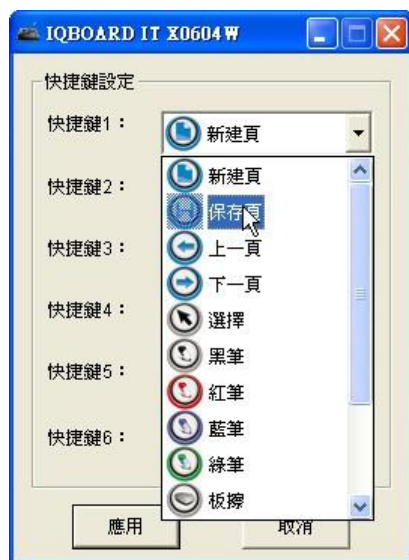 IQBOARD IT X0604W
快捷鍵設定
快捷鍵1：
新建頁
新建頁
快捷鍵2：
保存頁
快捷鍵3：
上一頁
下一頁
快捷鍵4：
選擇
黑筆
快捷鍵5：
紅筆
藍筆
快捷鍵6：
綠筆
板擦
應用
取消